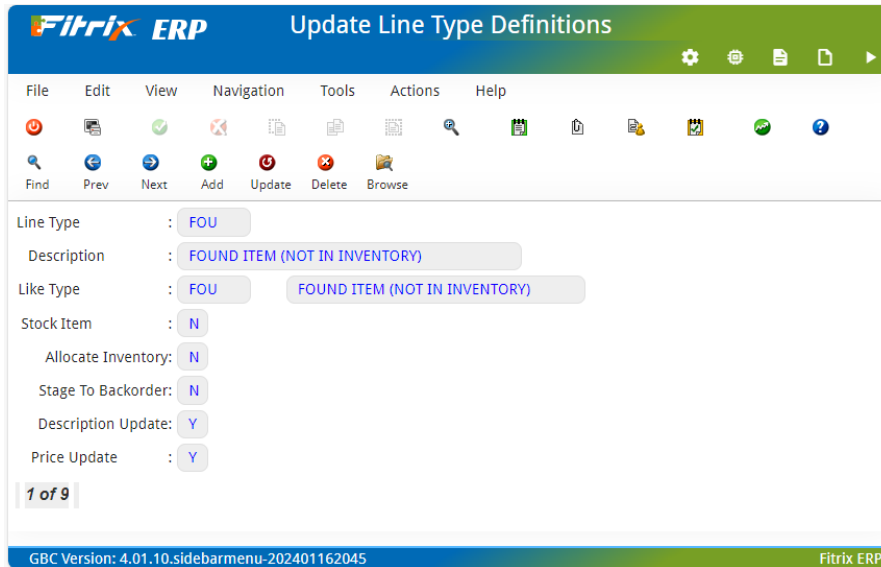 Fitrix ERP Update Line Type Definitions
File Edit View Navigation Tools Actions Help
Find Prev Next Add Update Delete Browse
Line Type : FOU
Description : FOUND ITEM (NOT IN INVENTORY)
Like Type : FOU FOUND ITEM (NOT IN INVENTORY)
Stock Item : N
Allocate Inventory: N
Stage To Backorder: N
Description Update: Y
Price Update : Y
1 of 9
GBC Version: 4.01.10.sidebarmenu-202401162045 Fitrix ERP